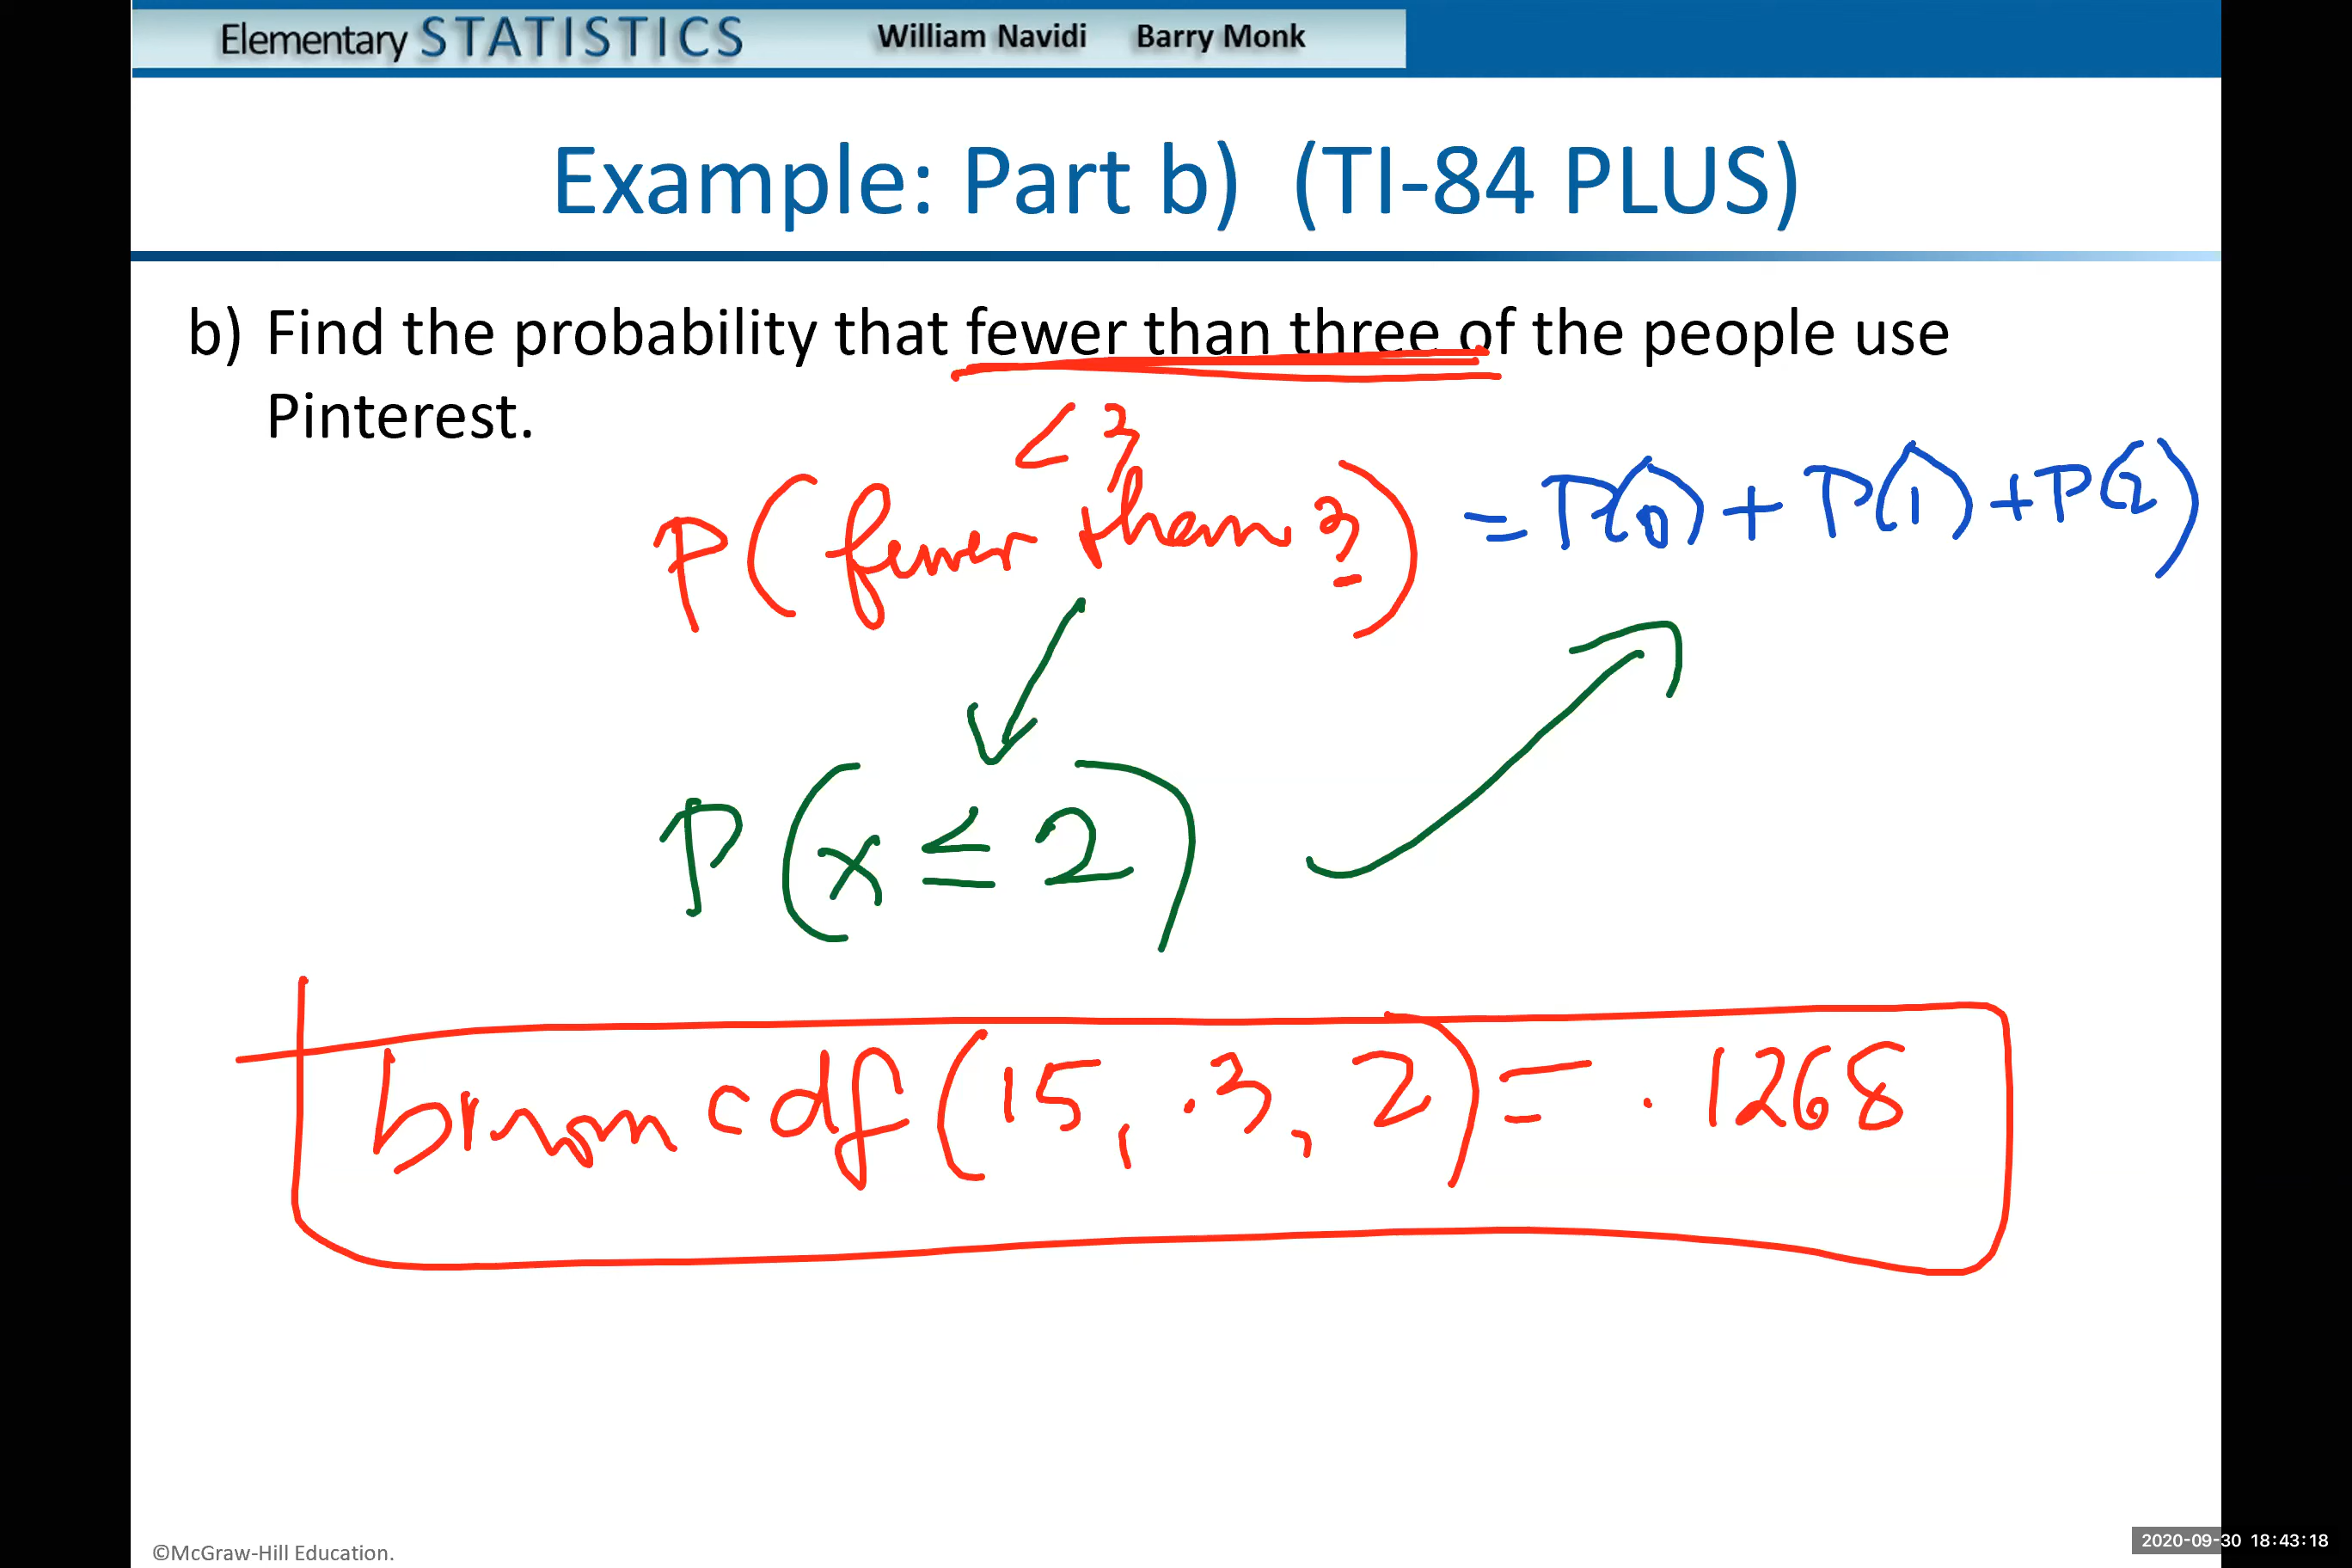 Elementary STATISTICS William Navidi Barry Monk
Example: Part b) (TI-84 PLUS)
b) Find the probability that fewer than three of the people use
Pinterest.
< 3
P(fewer than 3) = P(0) + P(1) + P(2)
P(x ≤ 2)
binomcdf(15, .3, 2) = .1268
©McGraw-Hill Education.
2020-09-30 18:43:18